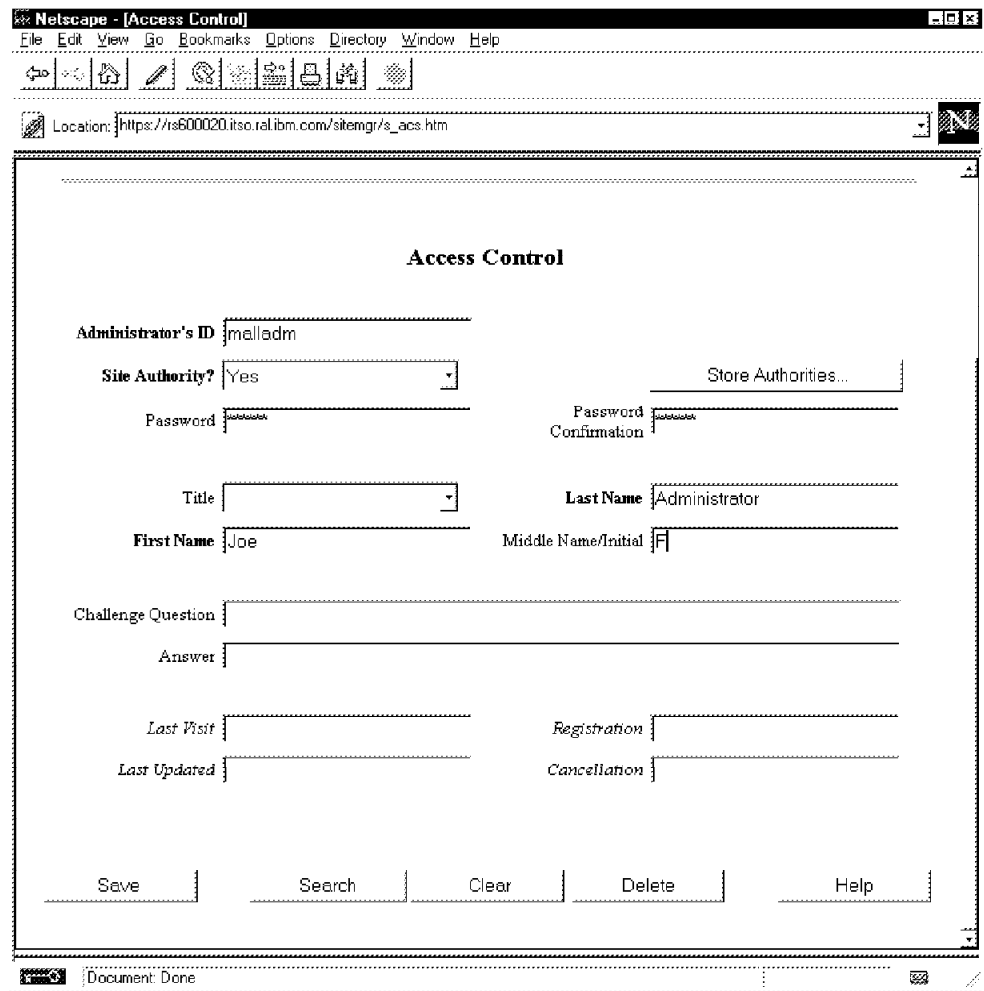 Netscape - [Access Control]
File Edit View Go Bookmarks Options Directory Window Help
Location: https://rs600020.itso.ral.ibm.com/sitemgr/s_acs.htm
N
Access Control
Administrator's ID malladm
Site Authority? Yes Store Authorities...
Password ******* Password Confirmation *******
Title Last Name Administrator
First Name Joe Middle Name/Initial F
Challenge Question
Answer
Last Visit Registration
Last Updated Cancellation
Save Search Clear Delete Help
Document: Done